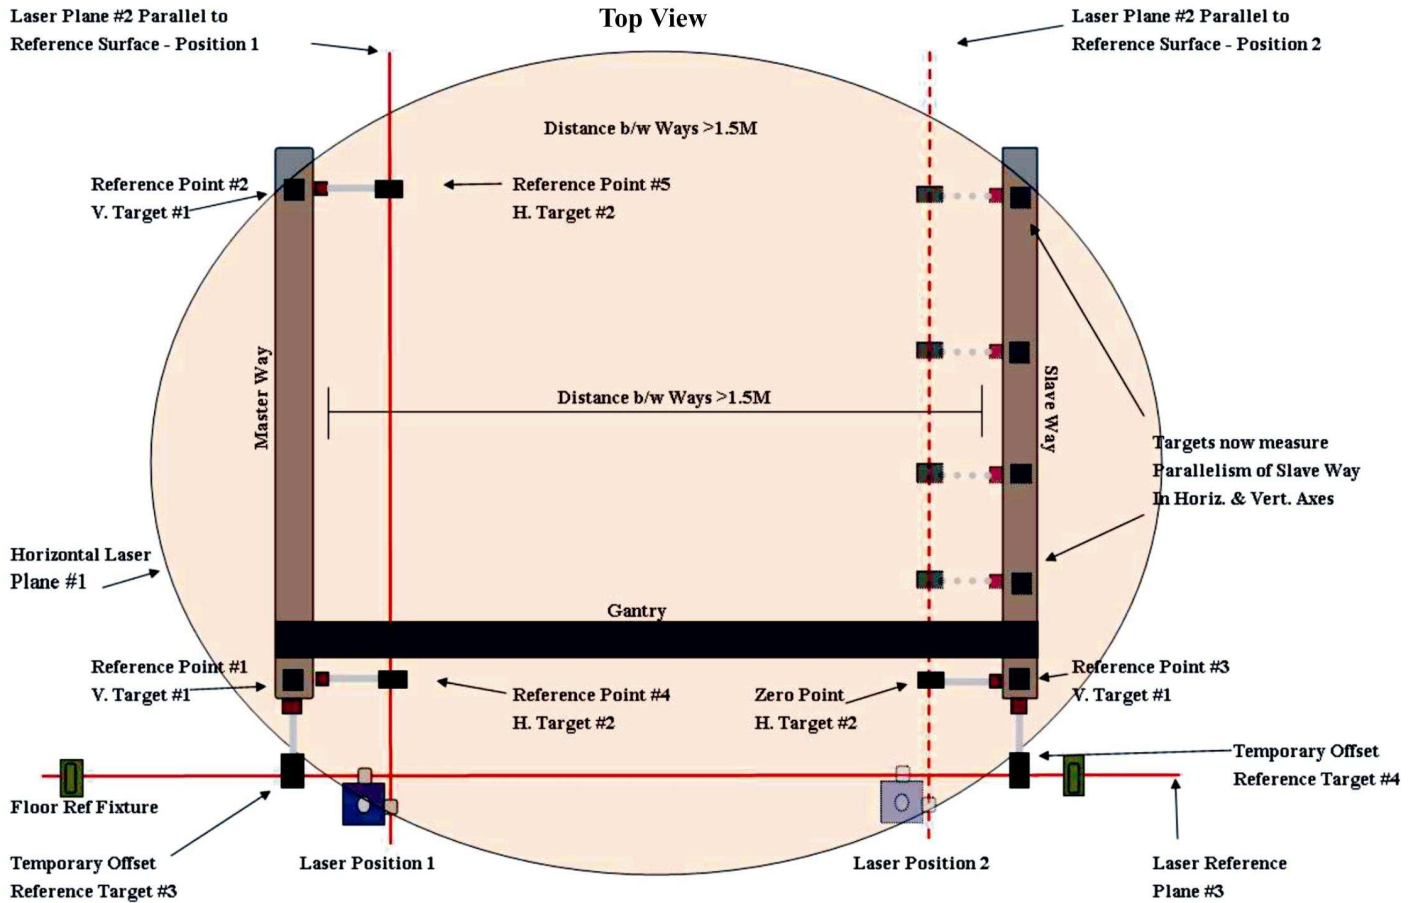 Top View
Laser Plane #2 Parallel to
Reference Surface - Position 1
Laser Plane #2 Parallel to
Reference Surface - Position 2
Distance b/w Ways >1.5M
Reference Point #2
V. Target #1
Reference Point #5
H. Target #2
Master Way
Distance b/w Ways >1.5M
Slave Way
Targets now measure
Parallelism of Slave Way
In Horiz. & Vert. Axes
Horizontal Laser
Plane #1
Gantry
Reference Point #1
V. Target #1
Reference Point #4
H. Target #2
Zero Point
H. Target #2
Reference Point #3
V. Target #1
Temporary Offset
Reference Target #4
Floor Ref Fixture
Temporary Offset
Reference Target #3
Laser Position 1
Laser Position 2
Laser Reference
Plane #3